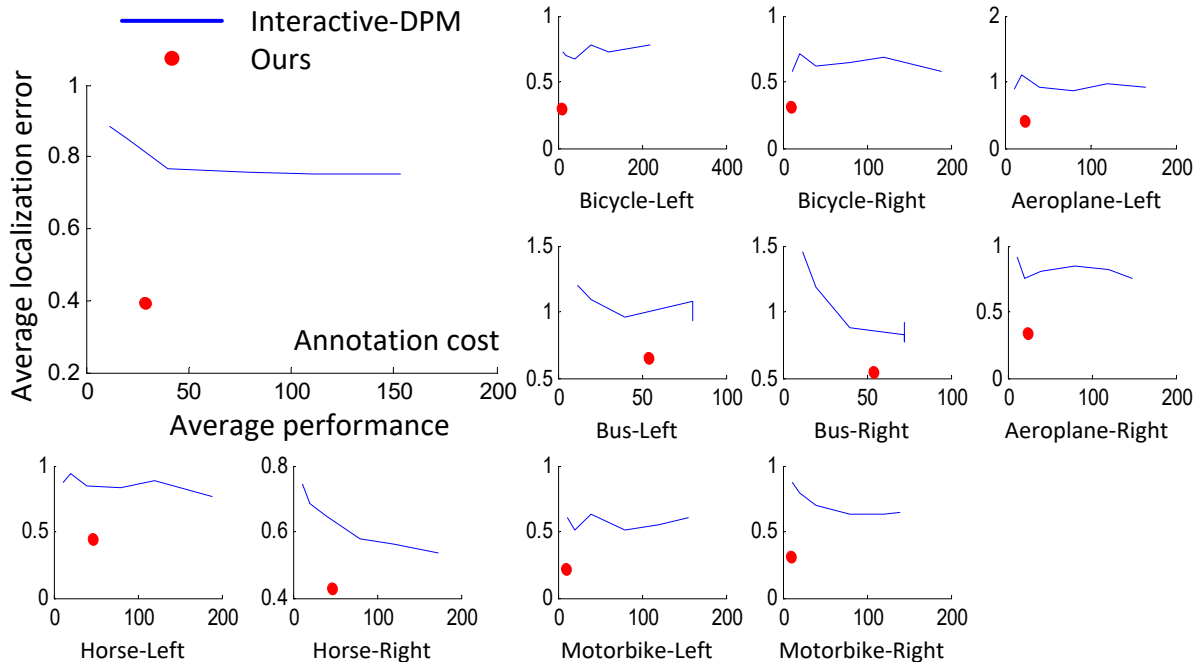 Interactive-DPM
Ours
Average localization error
1
0.8
0.6
0.4
0.2
0 50 100 150 200
Annotation cost
Average performance
1
0.5
0
0 200 400
Bicycle-Left
1
0.5
0
0 100 200
Bicycle-Right
2
1
0
0 100 200
Aeroplane-Left
1.5
1
0.5
0 50 100
Bus-Left
1.5
1
0.5
0 50 100
Bus-Right
1
0.5
0
0 100 200
Aeroplane-Right
1
0.5
0
0 100 200
Horse-Left
0.8
0.6
0.4
0 100 200
Horse-Right
1
0.5
0
0 100 200
Motorbike-Left
1
0.5
0
0 100 200
Motorbike-Right